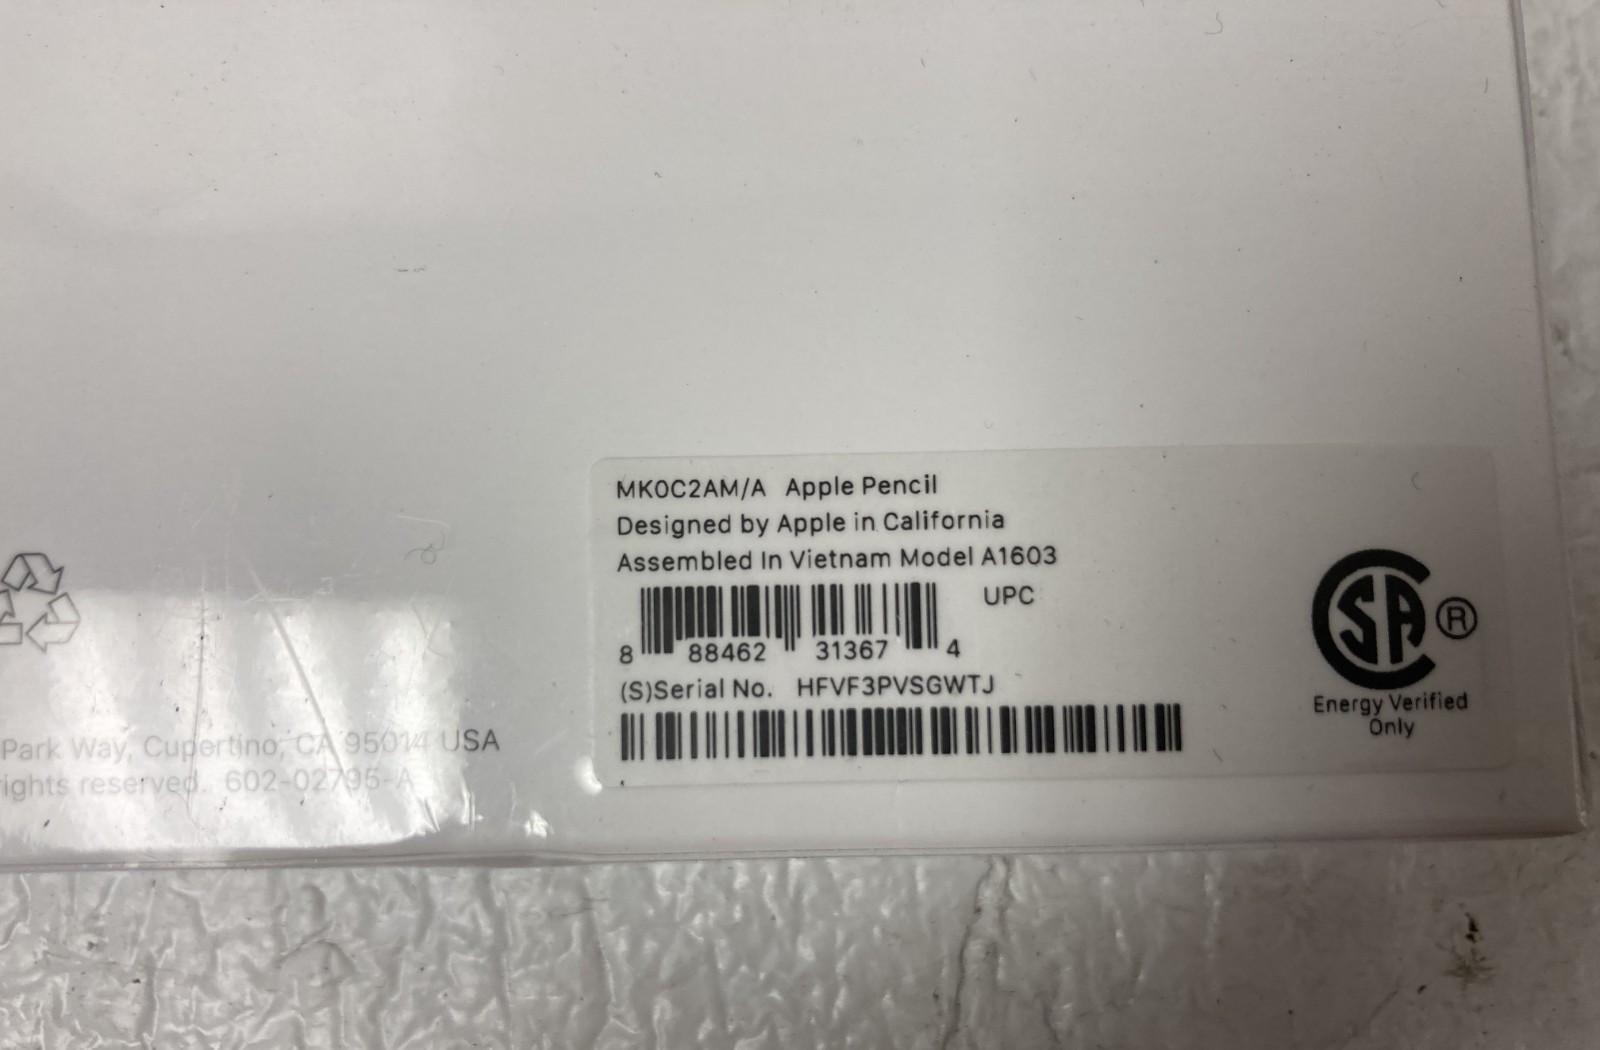 MK0C2AM/A Apple Pencil
Designed by Apple in California
Assembled In Vietnam Model A1603
UPC
8 88462 31367 4
(S)Serial No. HFVF3PVSGWTJ
CSA ®
Energy Verified
Only
Park Way, Cupertino, CA 95014 USA
rights reserved. 602-02795-A